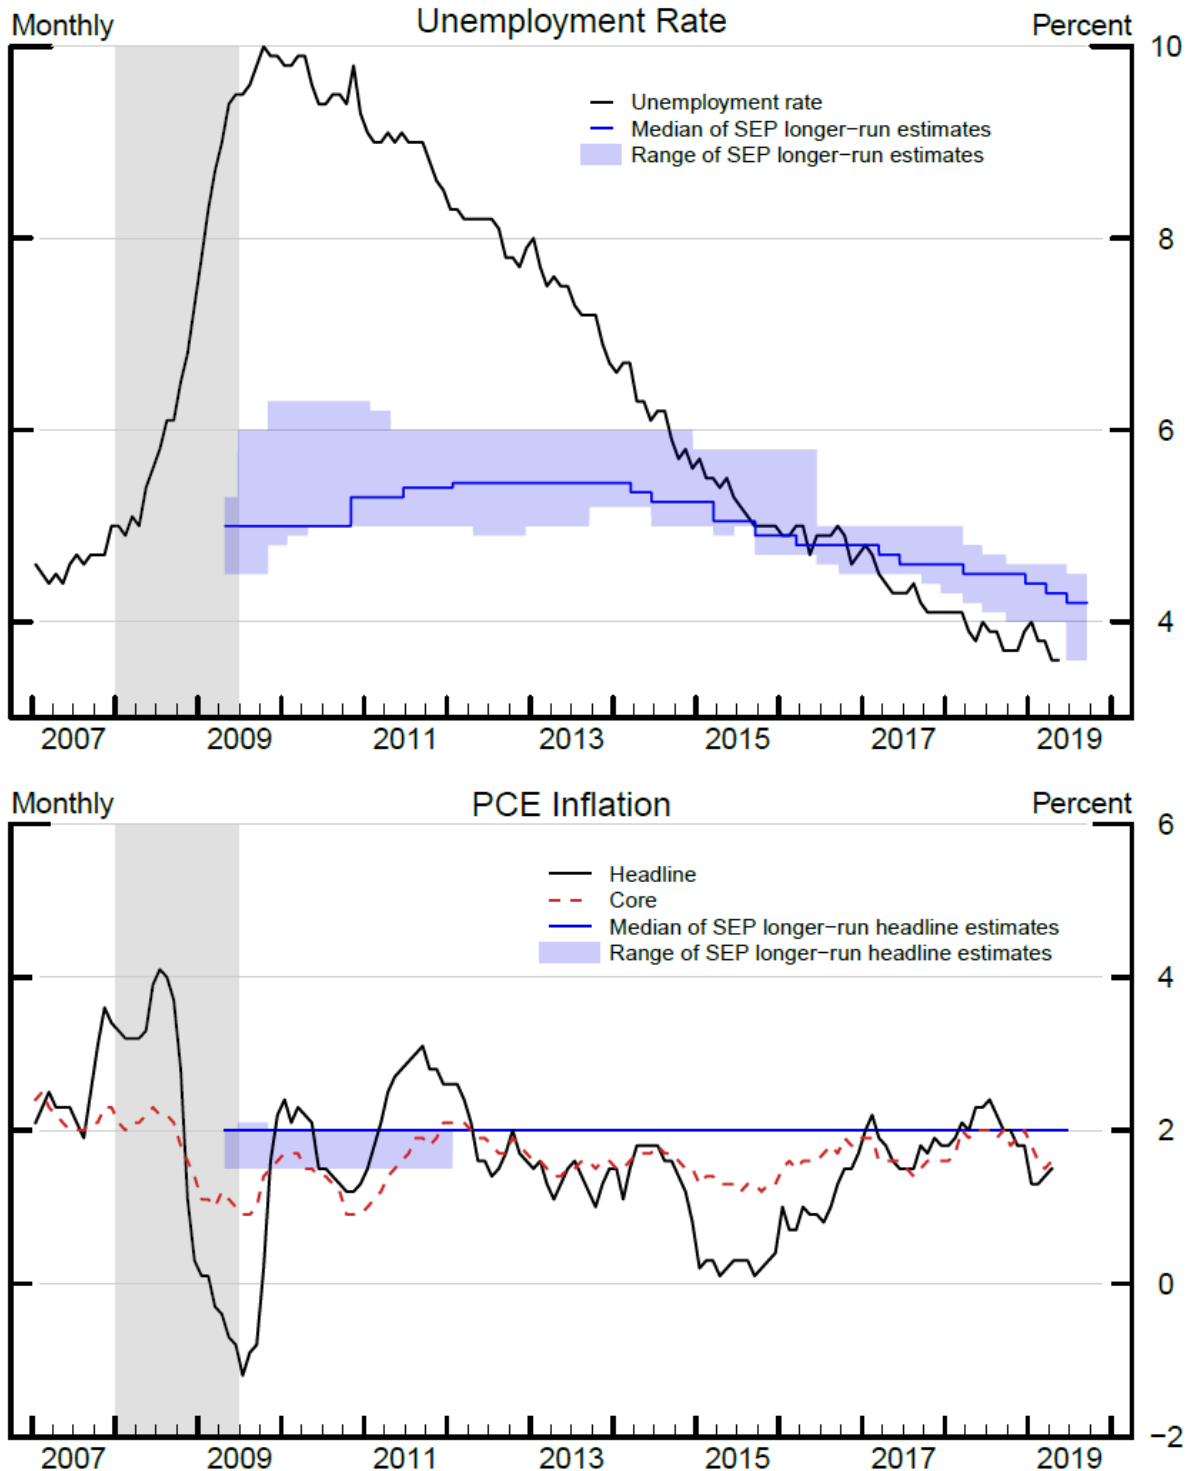 Unemployment Rate
Monthly Percent
10
Unemployment rate
Median of SEP longer−run estimates
Range of SEP longer−run estimates
8
6
4
2007 2009 2011 2013 2015 2017 2019
PCE Inflation
Monthly Percent
6
Headline
Core
Median of SEP longer−run headline estimates
Range of SEP longer−run headline estimates
4
2
0
−2
2007 2009 2011 2013 2015 2017 2019